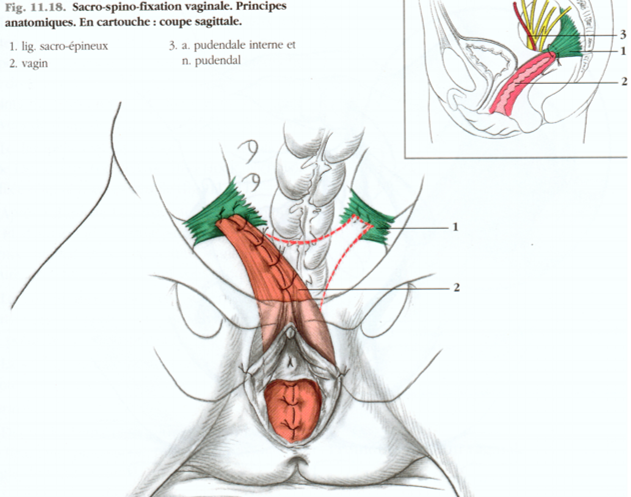 Fig. 11.18. Sacro-spino-fixation vaginale. Principes
anatomiques. En cartouche : coupe sagittale.
1. lig. sacro-épineux
2. vagin
3. a. pudendale interne et
n. pudendal
3
1
2
1
2